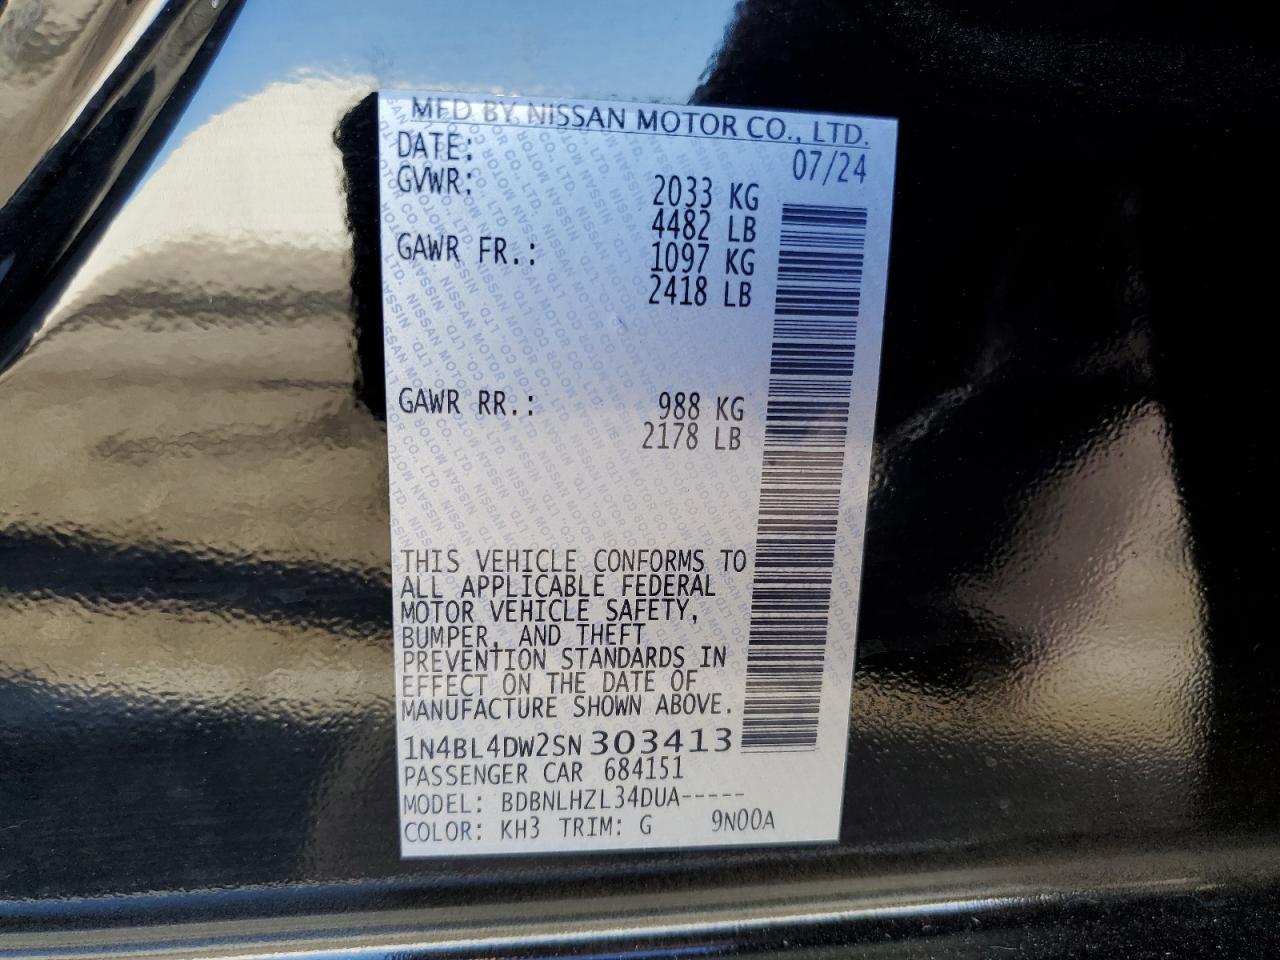 MFD BY NISSAN MOTOR CO., LTD.
DATE: 07/24
GVWR: 2033 KG
4482 LB
GAWR FR.: 1097 KG
2418 LB
GAWR RR.: 988 KG
2178 LB
THIS VEHICLE CONFORMS TO
ALL APPLICABLE FEDERAL
MOTOR VEHICLE SAFETY,
BUMPER, AND THEFT
PREVENTION STANDARDS IN
EFFECT ON THE DATE OF
MANUFACTURE SHOWN ABOVE.
1N4BL4DW2SN303413
PASSENGER CAR 684151
MODEL: BDBNLHZL34DUA-----
COLOR: KH3 TRIM: G 9N00A